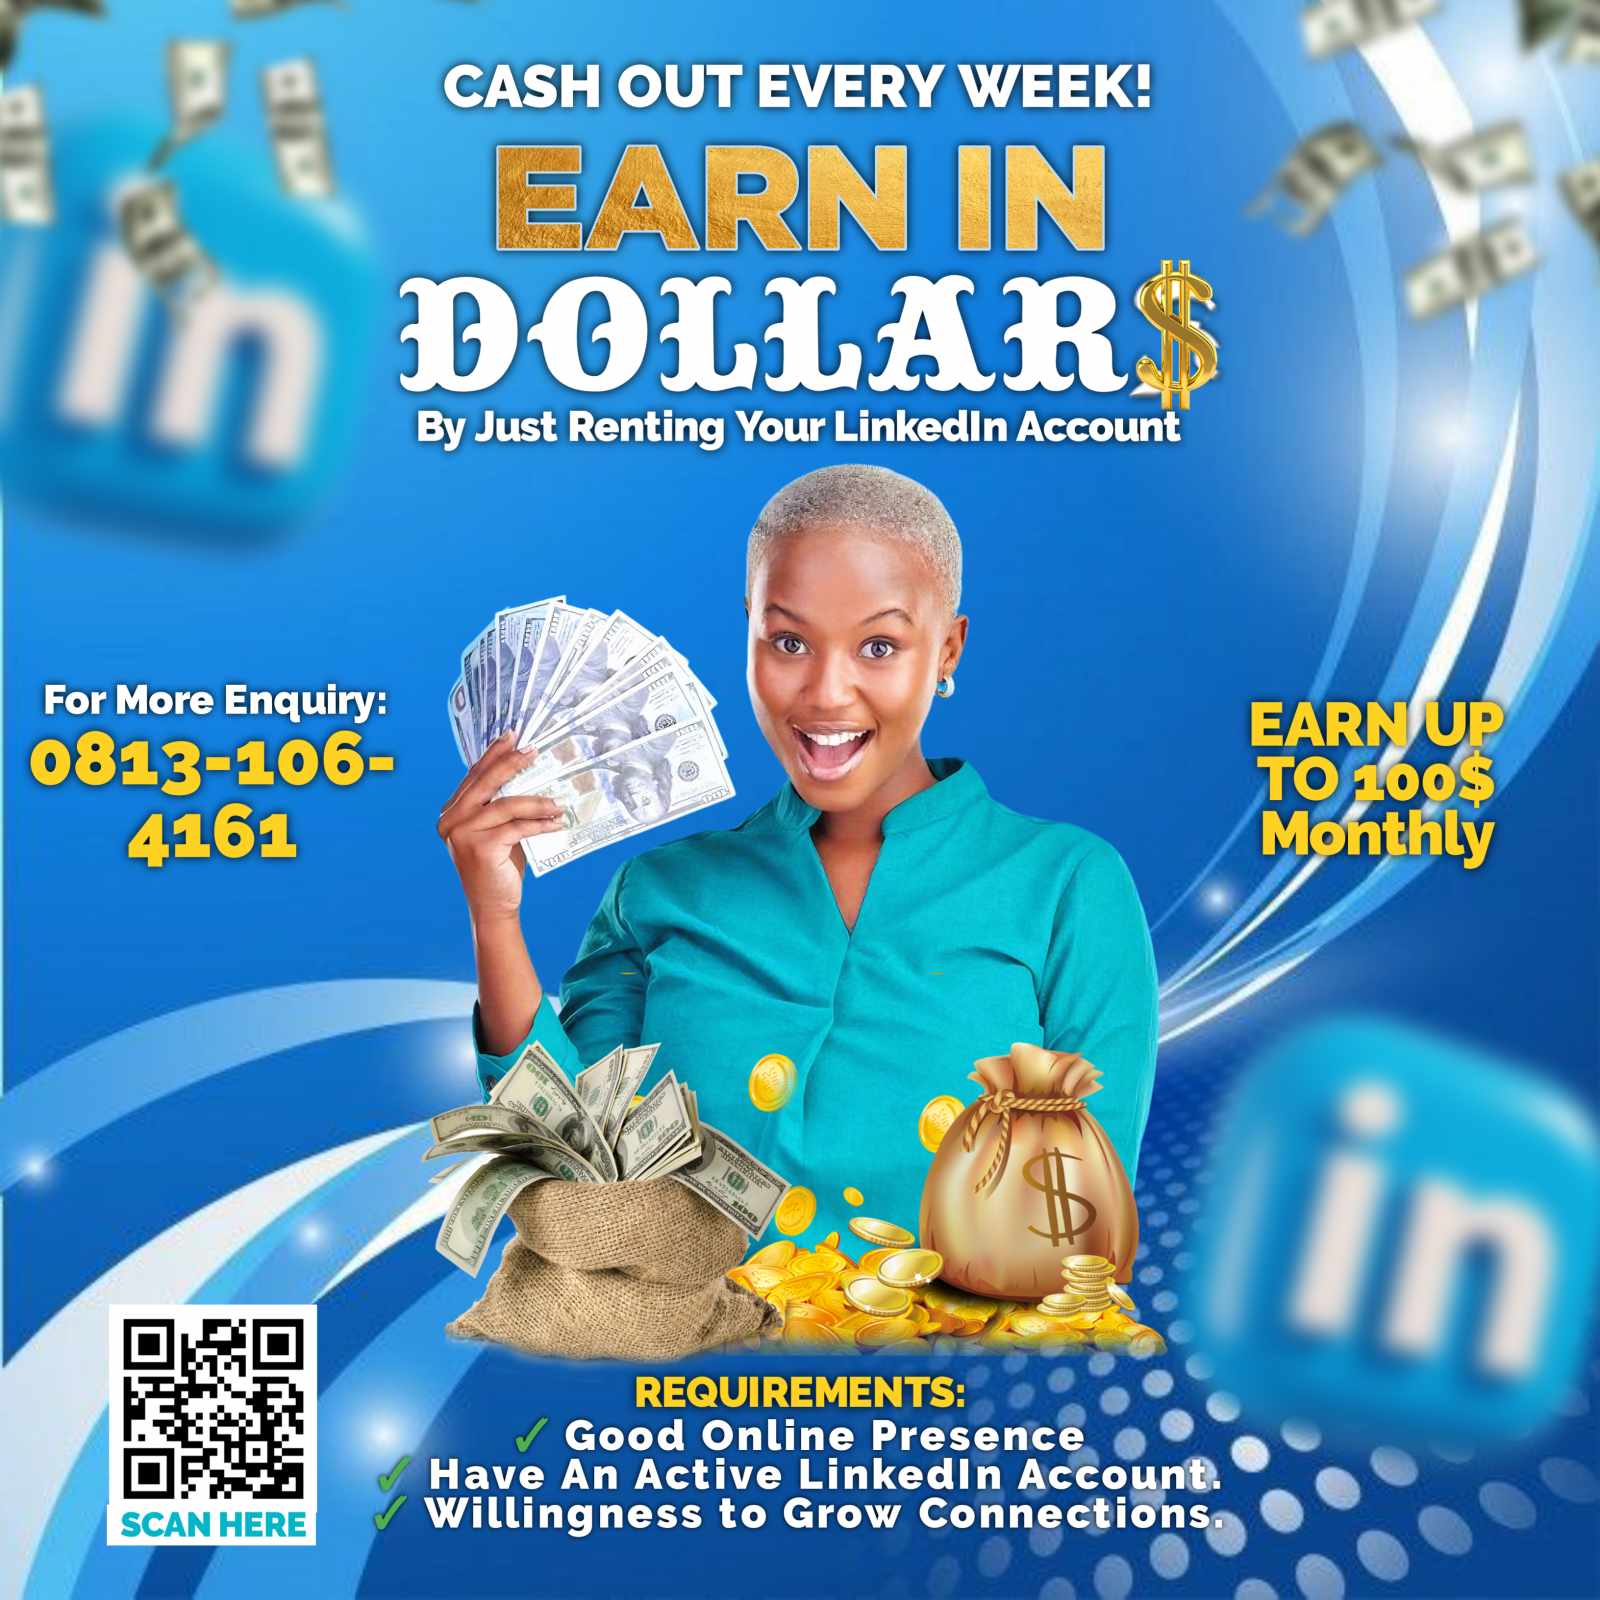 CASH OUT EVERY WEEK!
EARN IN
DOLLAR$
By Just Renting Your LinkedIn Account
in
For More Enquiry:
0813-106-
4161
EARN UP
TO 100$
Monthly
in
REQUIREMENTS:
✓ Good Online Presence
✓ Have An Active LinkedIn Account.
✓ Willingness to Grow Connections.
SCAN HERE